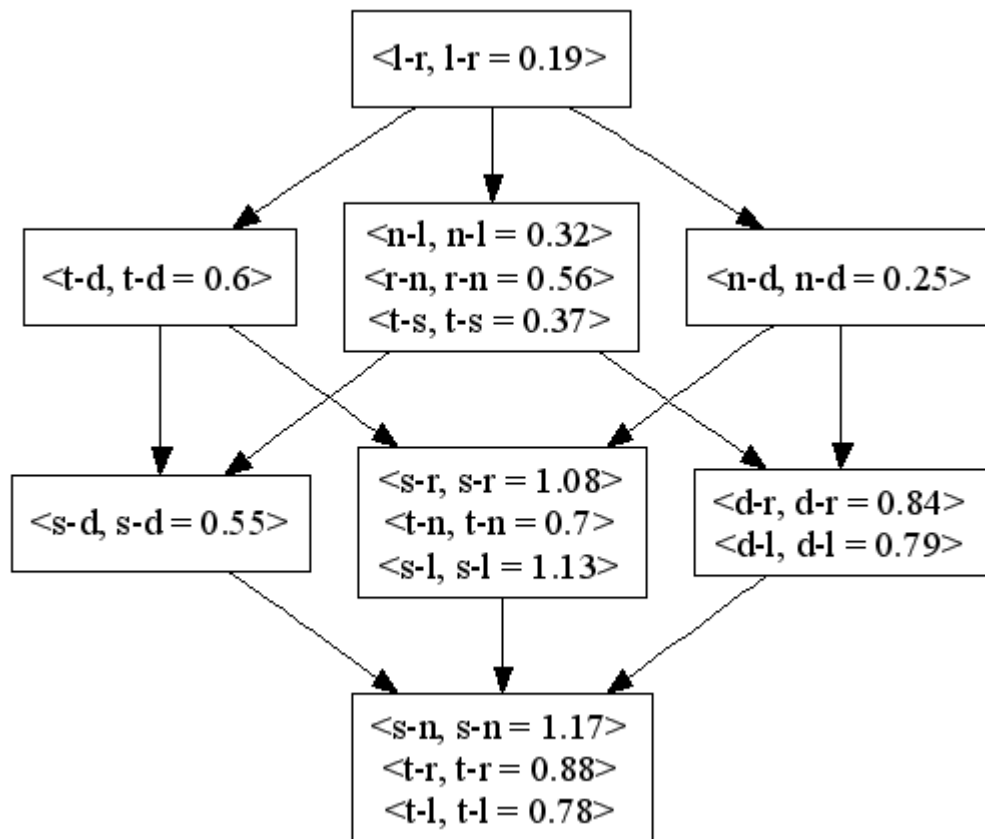 <l-r, l-r = 0.19>
<t-d, t-d = 0.6>
<n-l, n-l = 0.32>
<r-n, r-n = 0.56>
<t-s, t-s = 0.37>
<n-d, n-d = 0.25>
<s-d, s-d = 0.55>
<s-r, s-r = 1.08>
<t-n, t-n = 0.7>
<s-l, s-l = 1.13>
<d-r, d-r = 0.84>
<d-l, d-l = 0.79>
<s-n, s-n = 1.17>
<t-r, t-r = 0.88>
<t-l, t-l = 0.78>